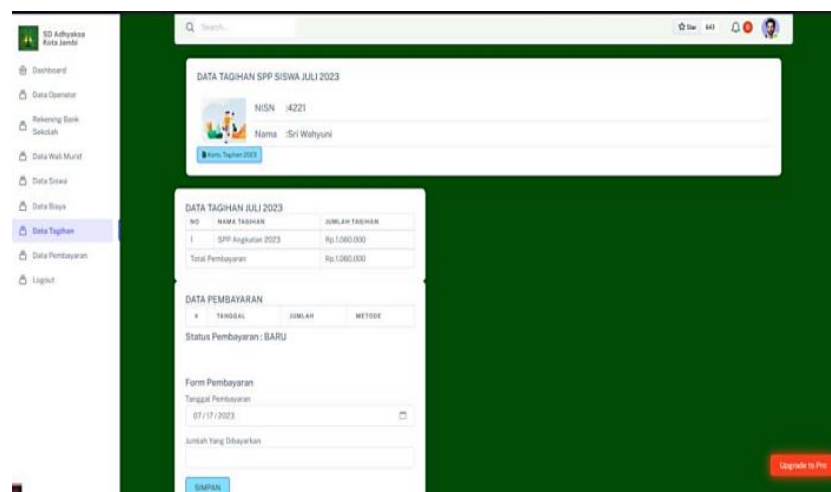 SD Adhyaksa
Kota Jambi
Dashboard
Data Operator
Rekening Bank
Sekolah
Data Wali Murid
Data Siswa
Data Biaya
Data Tagihan
Data Pembayaran
Logout
Search..
Star
DATA TAGIHAN SPP SISWA JULI 2023
NISN :4221
Nama :Sri Wahyuni
Kartu Tagihan 2023
DATA TAGIHAN JULI 2023
NO NAMA TAGIHAN JUMLAH TAGIHAN
1 SPP Angkatan 2023 Rp.1.080.000
Total Pembayaran Rp.1.080.000
DATA PEMBAYARAN
# TANGGAL JUMLAH METODE
Status Pembayaran : BARU
Form Pembayaran
Tanggal Pembayaran
07/17/2023
Jumlah Yang Dibayarkan
SIMPAN
Upgrade to Pro